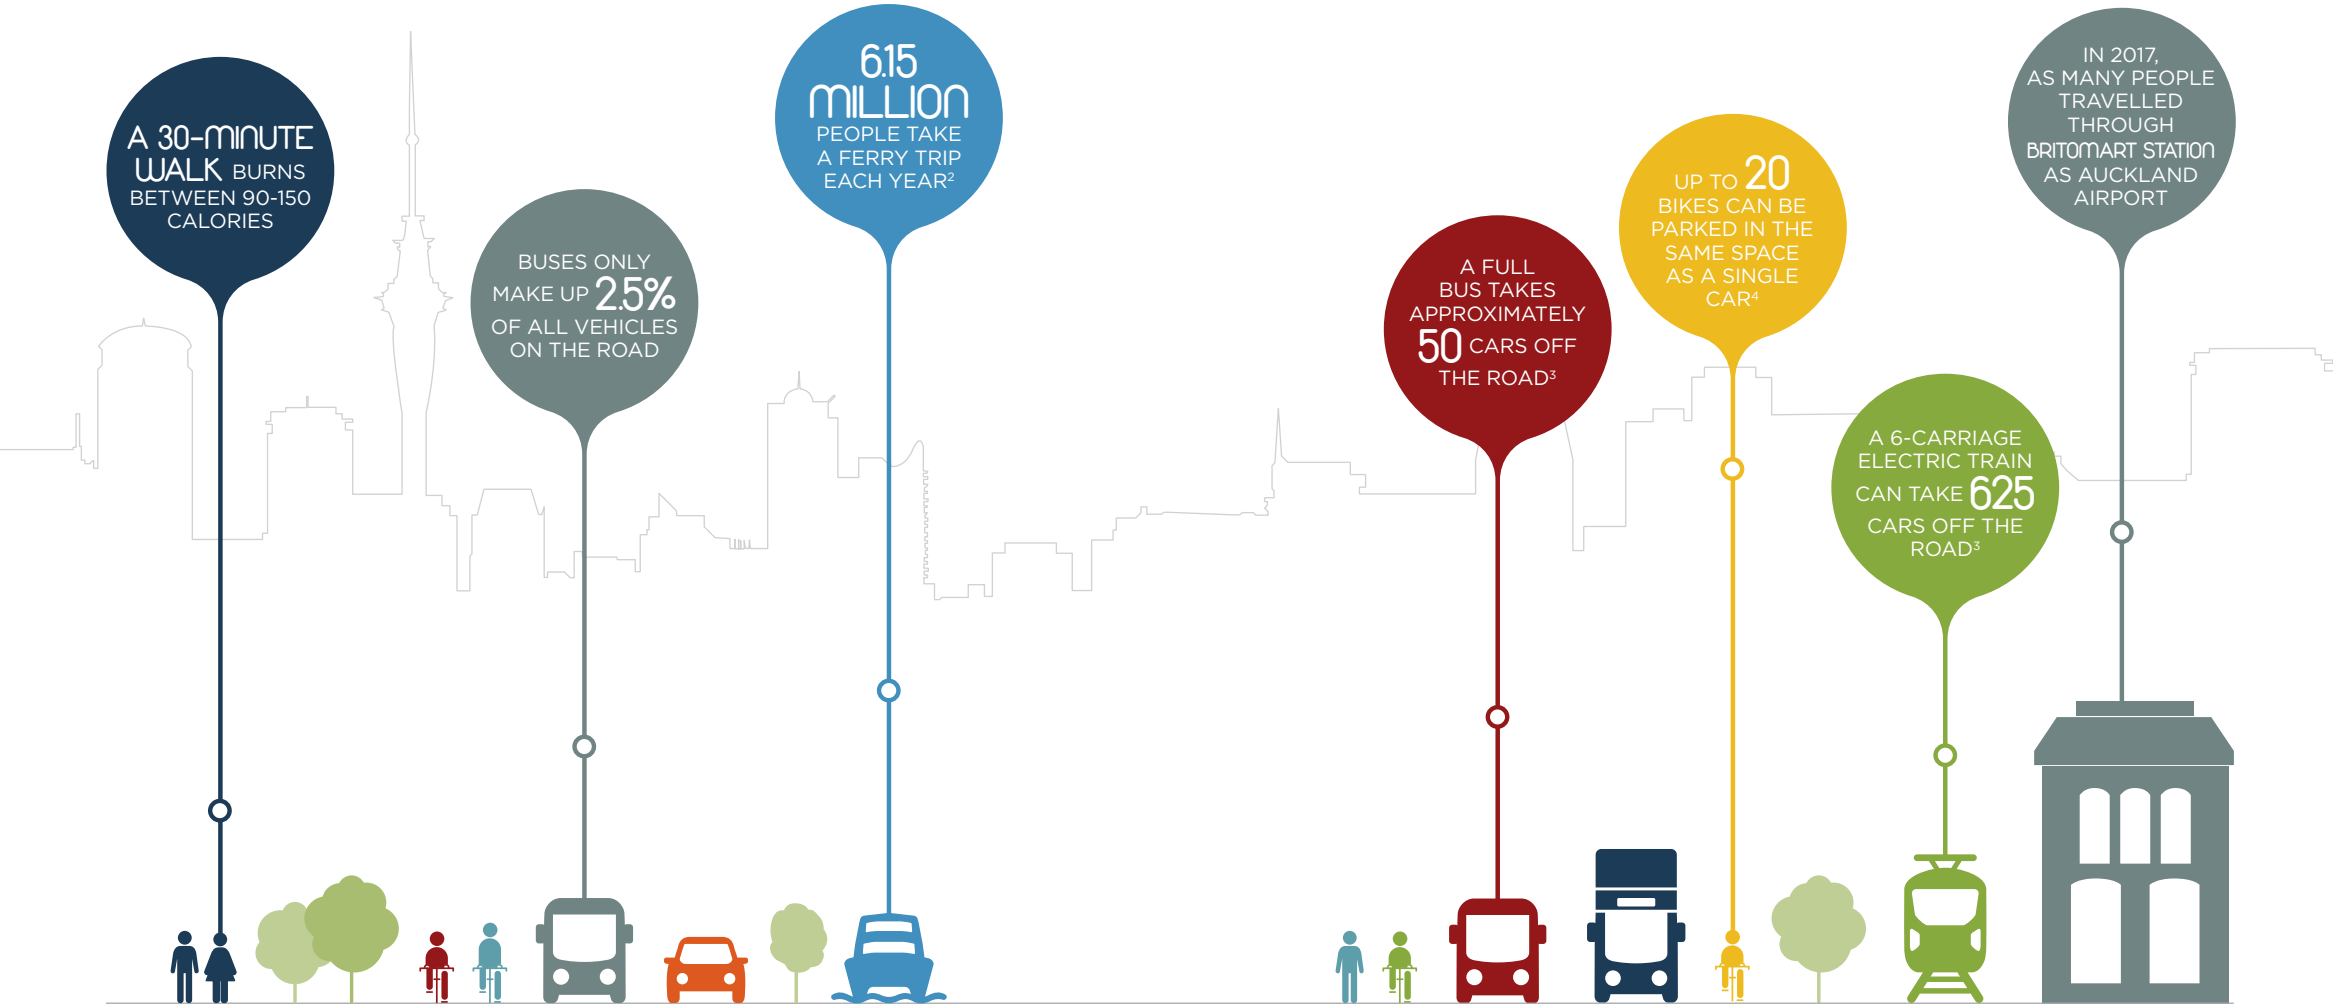 A 30-MINUTE
WALK BURNS
BETWEEN 90-150
CALORIES
BUSES ONLY
MAKE UP 2.5%
OF ALL VEHICLES
ON THE ROAD
6.15
MILLION
PEOPLE TAKE
A FERRY TRIP
EACH YEAR²
A FULL
BUS TAKES
APPROXIMATELY
50 CARS OFF
THE ROAD³
UP TO 20
BIKES CAN BE
PARKED IN THE
SAME SPACE
AS A SINGLE
CAR⁴
A 6-CARRIAGE
ELECTRIC TRAIN
CAN TAKE 625
CARS OFF THE
ROAD³
IN 2017,
AS MANY PEOPLE
TRAVELLED
THROUGH
BRITOMART STATION
AS AUCKLAND
AIRPORT